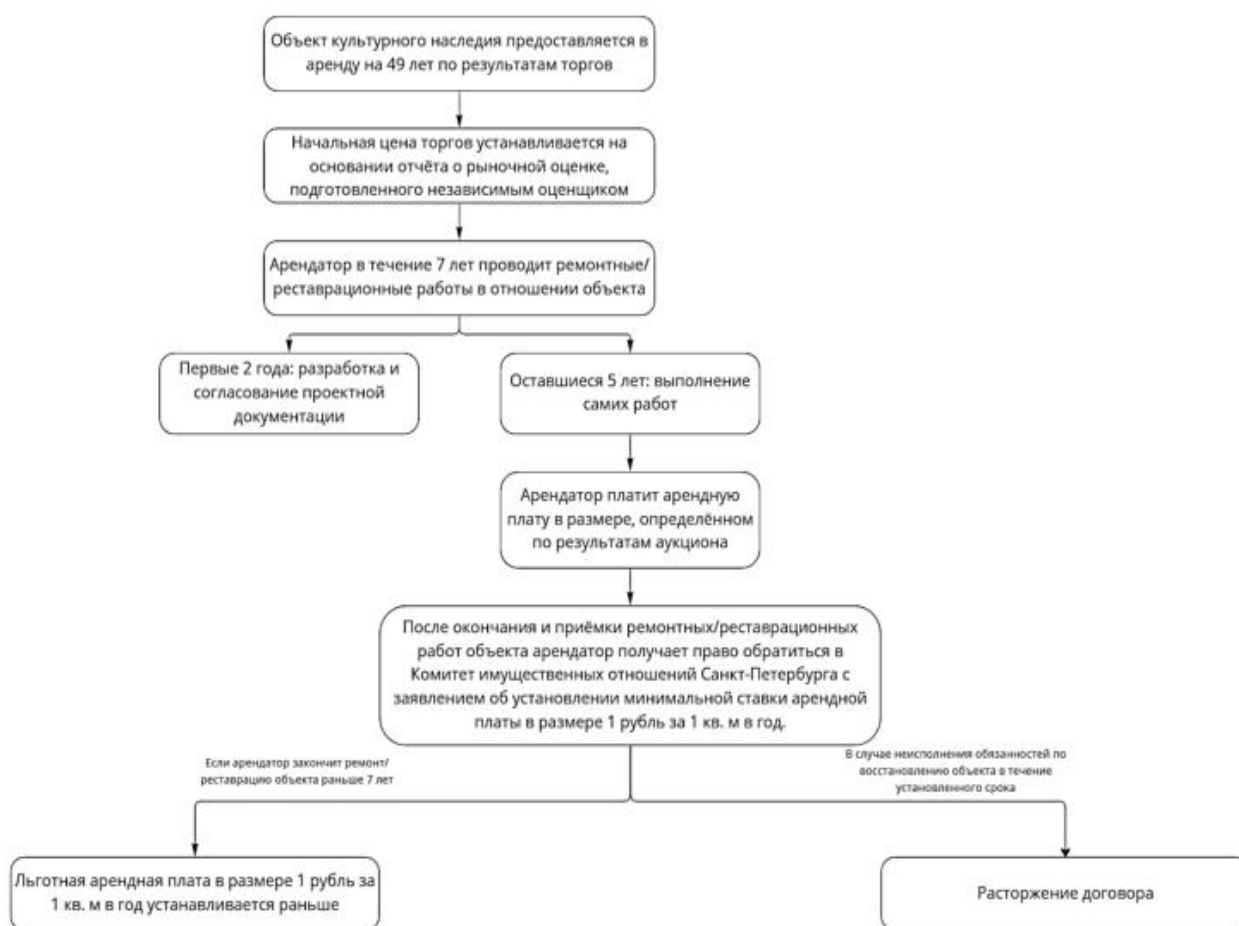 Объект культурного наследия предоставляется в
аренду на 49 лет по результатам торгов
Начальная цена торгов устанавливается на
основании отчёта о рыночной оценке,
подготовленного независимым оценщиком
Арендатор в течение 7 лет проводит ремонтные/
реставрационные работы в отношении объекта
Первые 2 года: разработка и
согласование проектной
документации
Оставшиеся 5 лет: выполнение
самих работ
Арендатор платит арендную
плату в размере, определённом
по результатам аукциона
После окончания и приёмки ремонтных/реставрационных
работ объекта арендатор получает право обратиться в
Комитет имущественных отношений Санкт-Петербурга с
заявлением об установлении минимальной ставки арендной
платы в размере 1 рубль за 1 кв. м в год.
Если арендатор закончит ремонт/
реставрацию объекта раньше 7 лет
В случае неисполнения обязанностей по
восстановлению объекта в течение
установленного срока
Льготная арендная плата в размере 1 рубль за
1 кв. м в год устанавливается раньше
Расторжение договора